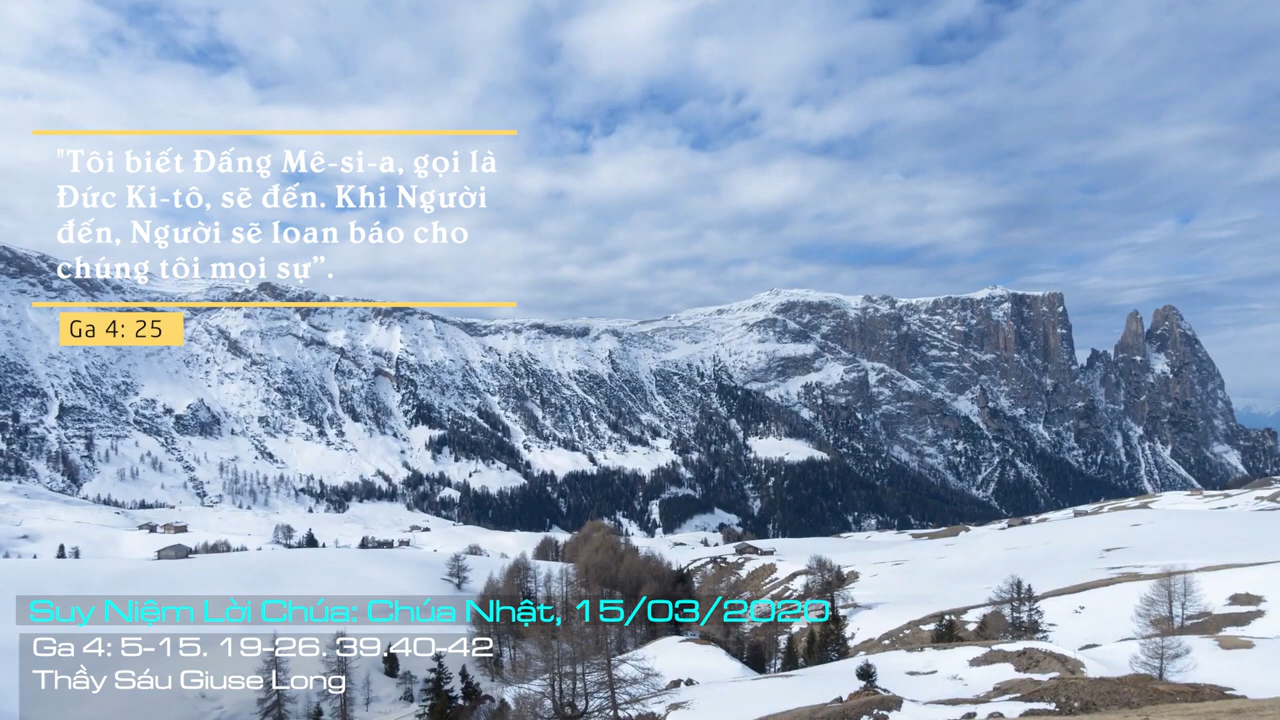 "Tôi biết Đấng Mê-si-a, gọi là
Đức Ki-tô, sẽ đến. Khi Người
đến, Người sẽ loan báo cho
chúng tôi mọi sự”.
Ga 4: 25
Suy Niệm Lời Chúa: Chúa Nhật, 15/03/2020
Ga 4: 5-15. 19-26. 39.40-42
Thầy Sáu Giuse Long